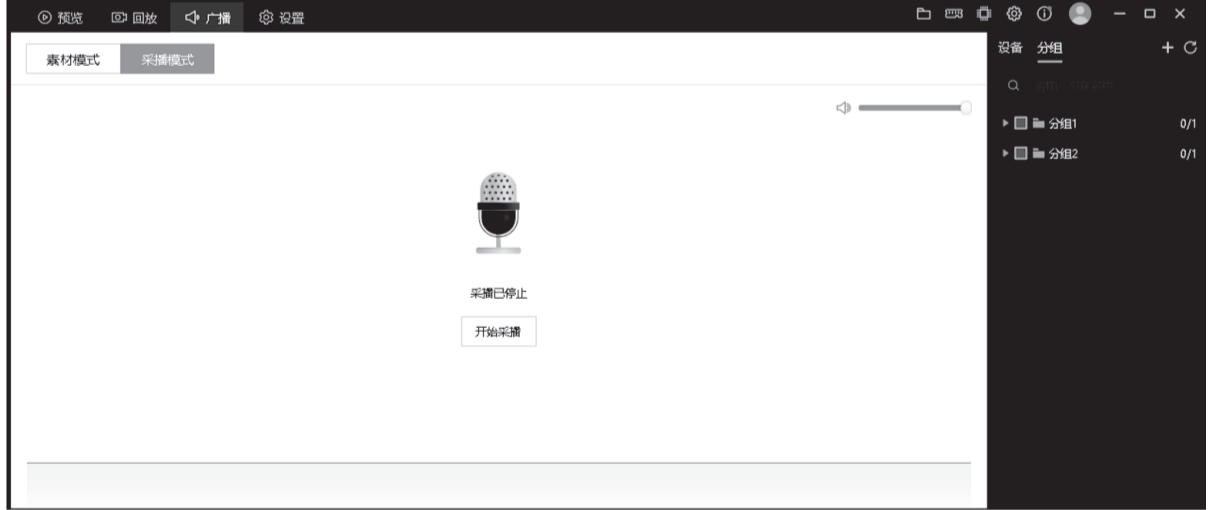 预览 回放 广播 设置
素材模式 采播模式
设备 分组
分组1 0/1
分组2 0/1
采播已停止
开始采播